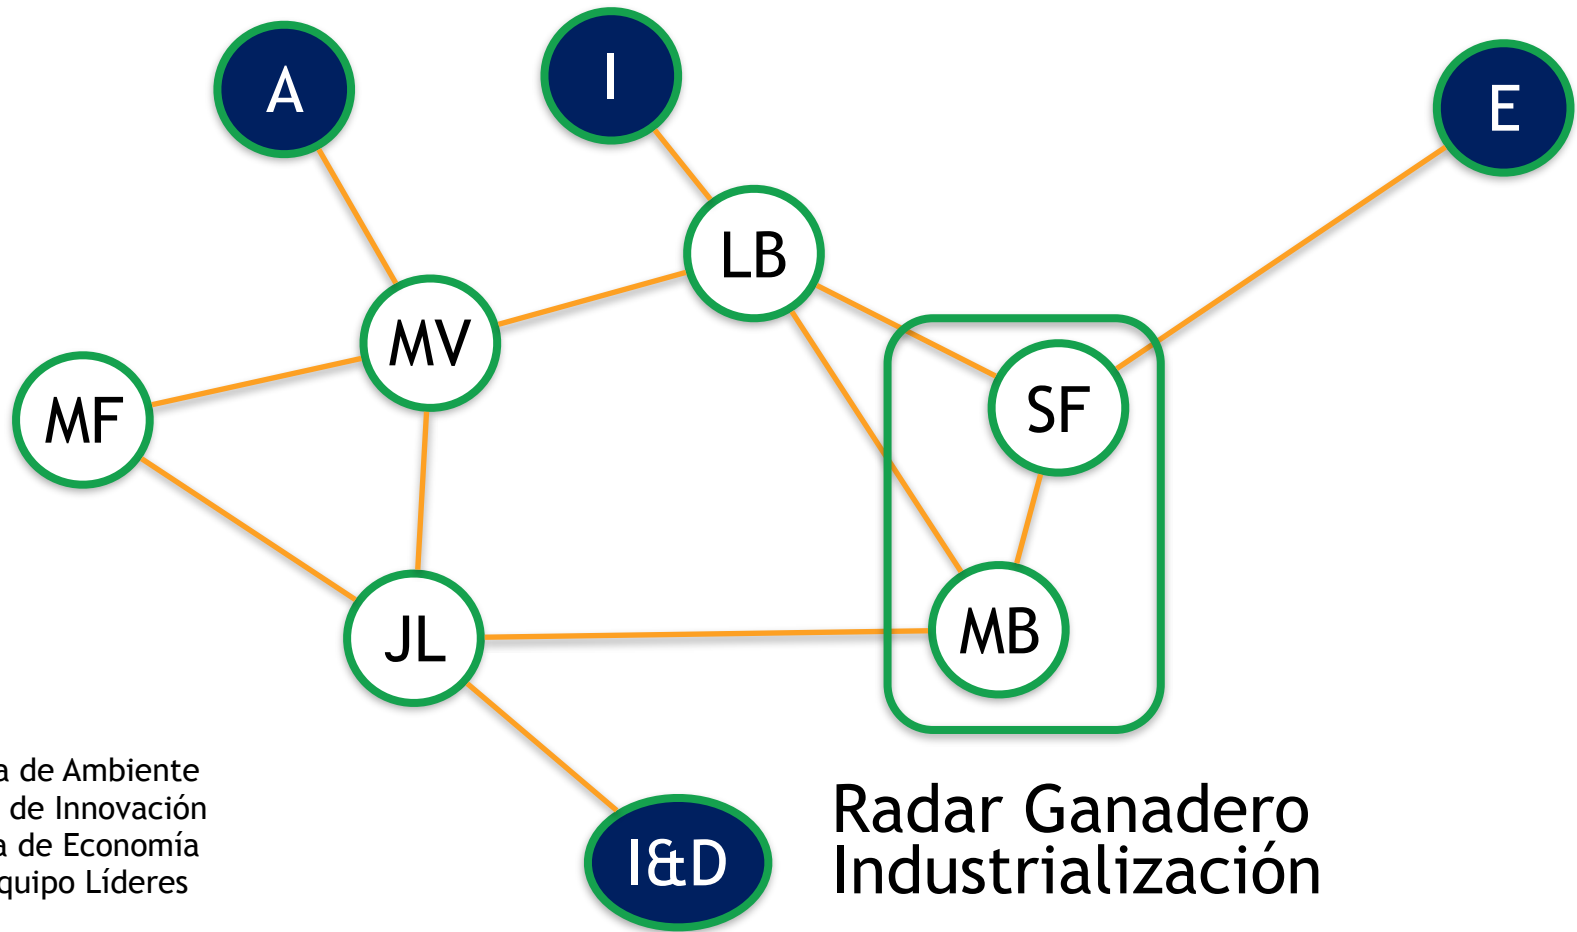 A
I
E
LB
MV
SF
MF
MB
JL
a de Ambiente
de Innovación
a de Economía
quipo Líderes
I&D
Radar Ganadero
Industrialización